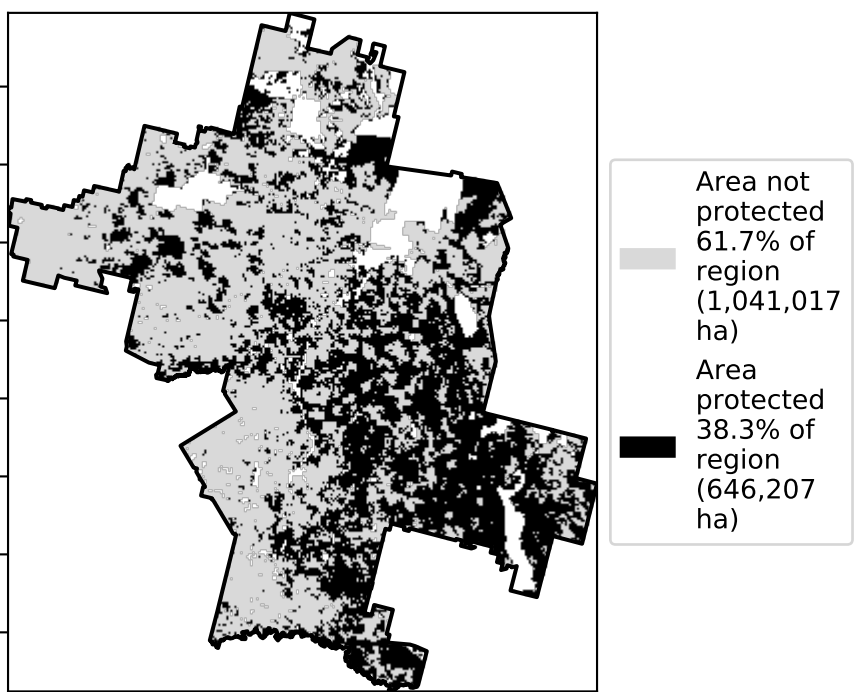 Area not
protected
61.7% of
region
(1,041,017
ha)
Area
protected
38.3% of
region
(646,207
ha)